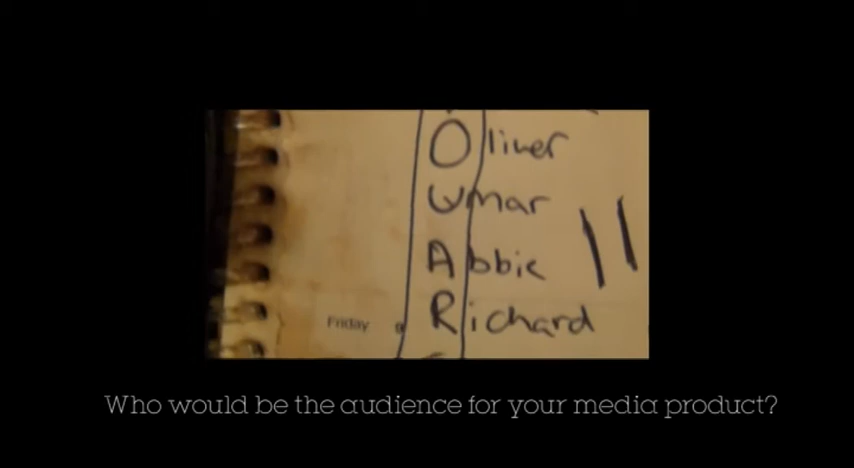 Oliver
Umar
Abbie
Richard
Friday
Who would be the audience for your media product?